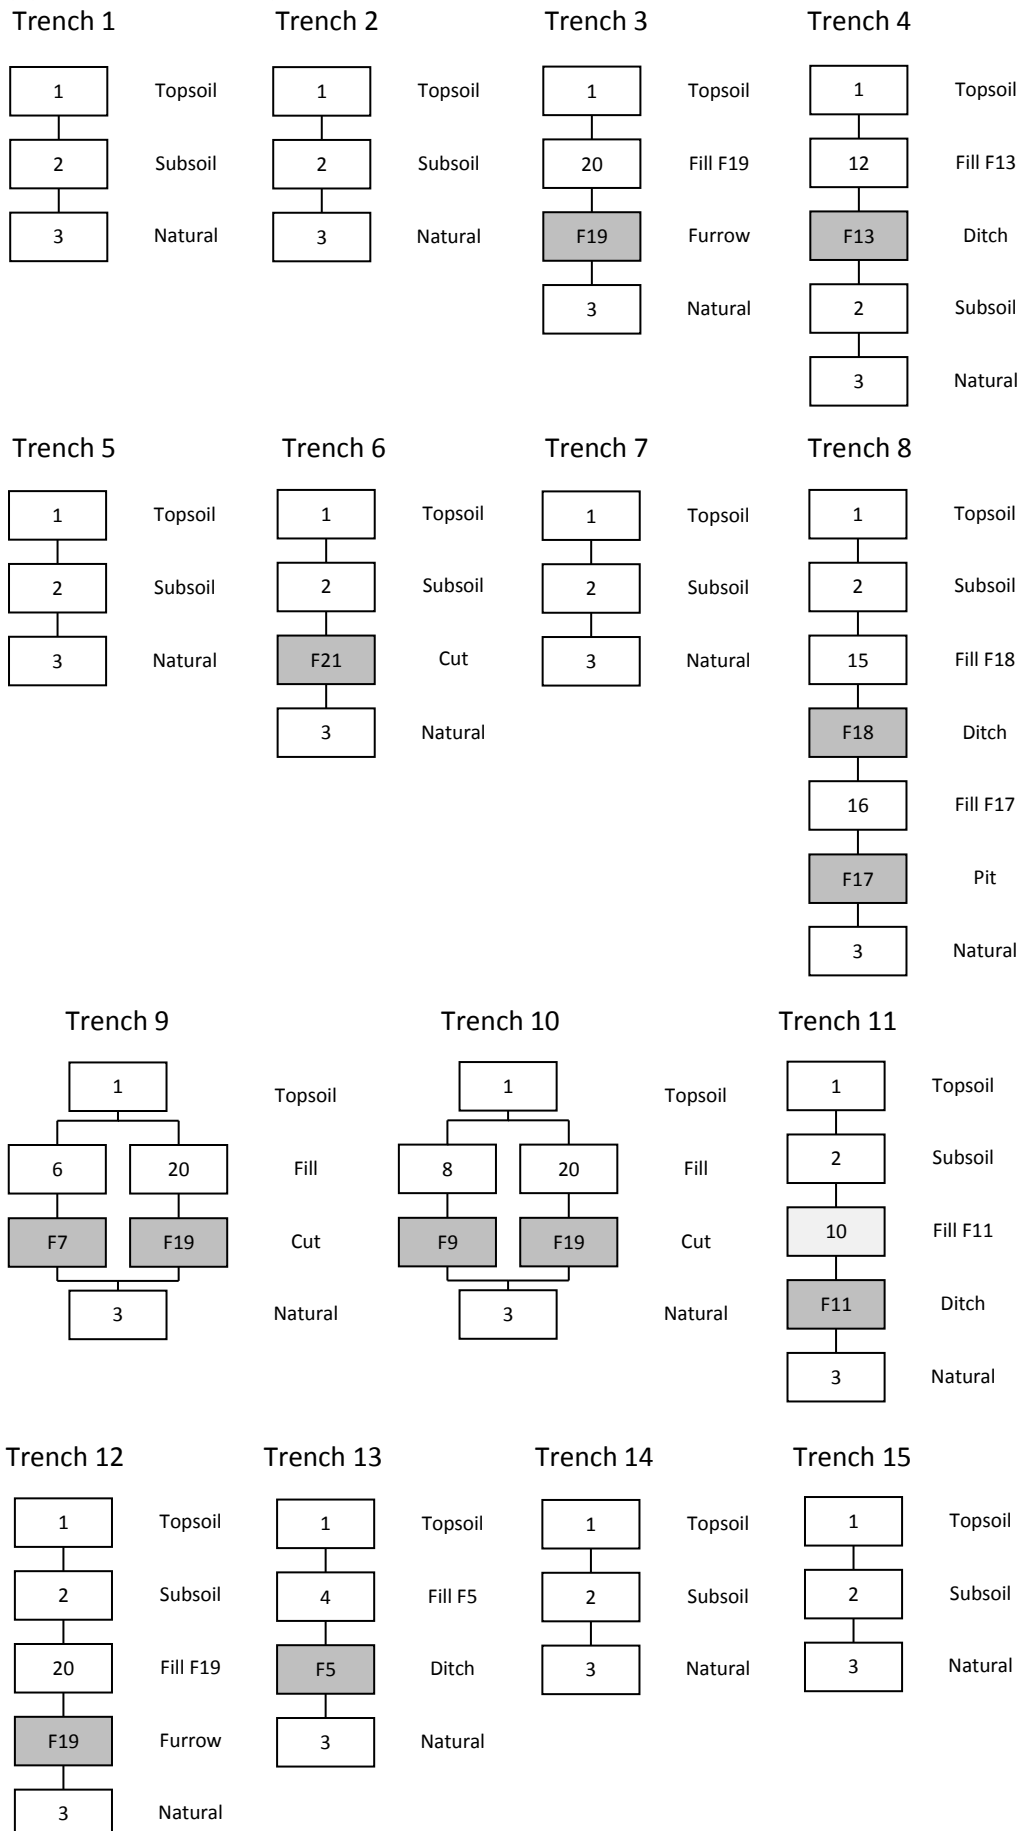 Trench 1
1 Topsoil
2 Subsoil
3 Natural
Trench 2
1 Topsoil
2 Subsoil
3 Natural
Trench 3
1 Topsoil
20 Fill F19
F19 Furrow
3 Natural
Trench 4
1 Topsoil
12 Fill F13
F13 Ditch
2 Subsoil
3 Natural
Trench 5
1 Topsoil
2 Subsoil
3 Natural
Trench 6
1 Topsoil
2 Subsoil
F21 Cut
3 Natural
Trench 7
1 Topsoil
2 Subsoil
3 Natural
Trench 8
1 Topsoil
2 Subsoil
15 Fill F18
F18 Ditch
16 Fill F17
F17 Pit
3 Natural
Trench 9
1 Topsoil
6 20 Fill
F7 F19 Cut
3 Natural
Trench 10
1 Topsoil
8 20 Fill
F9 F19 Cut
3 Natural
Trench 11
1 Topsoil
2 Subsoil
10 Fill F11
F11 Ditch
3 Natural
Trench 12
1 Topsoil
2 Subsoil
20 Fill F19
F19 Furrow
3 Natural
Trench 13
1 Topsoil
4 Fill F5
F5 Ditch
3 Natural
Trench 14
1 Topsoil
2 Subsoil
3 Natural
Trench 15
1 Topsoil
2 Subsoil
3 Natural